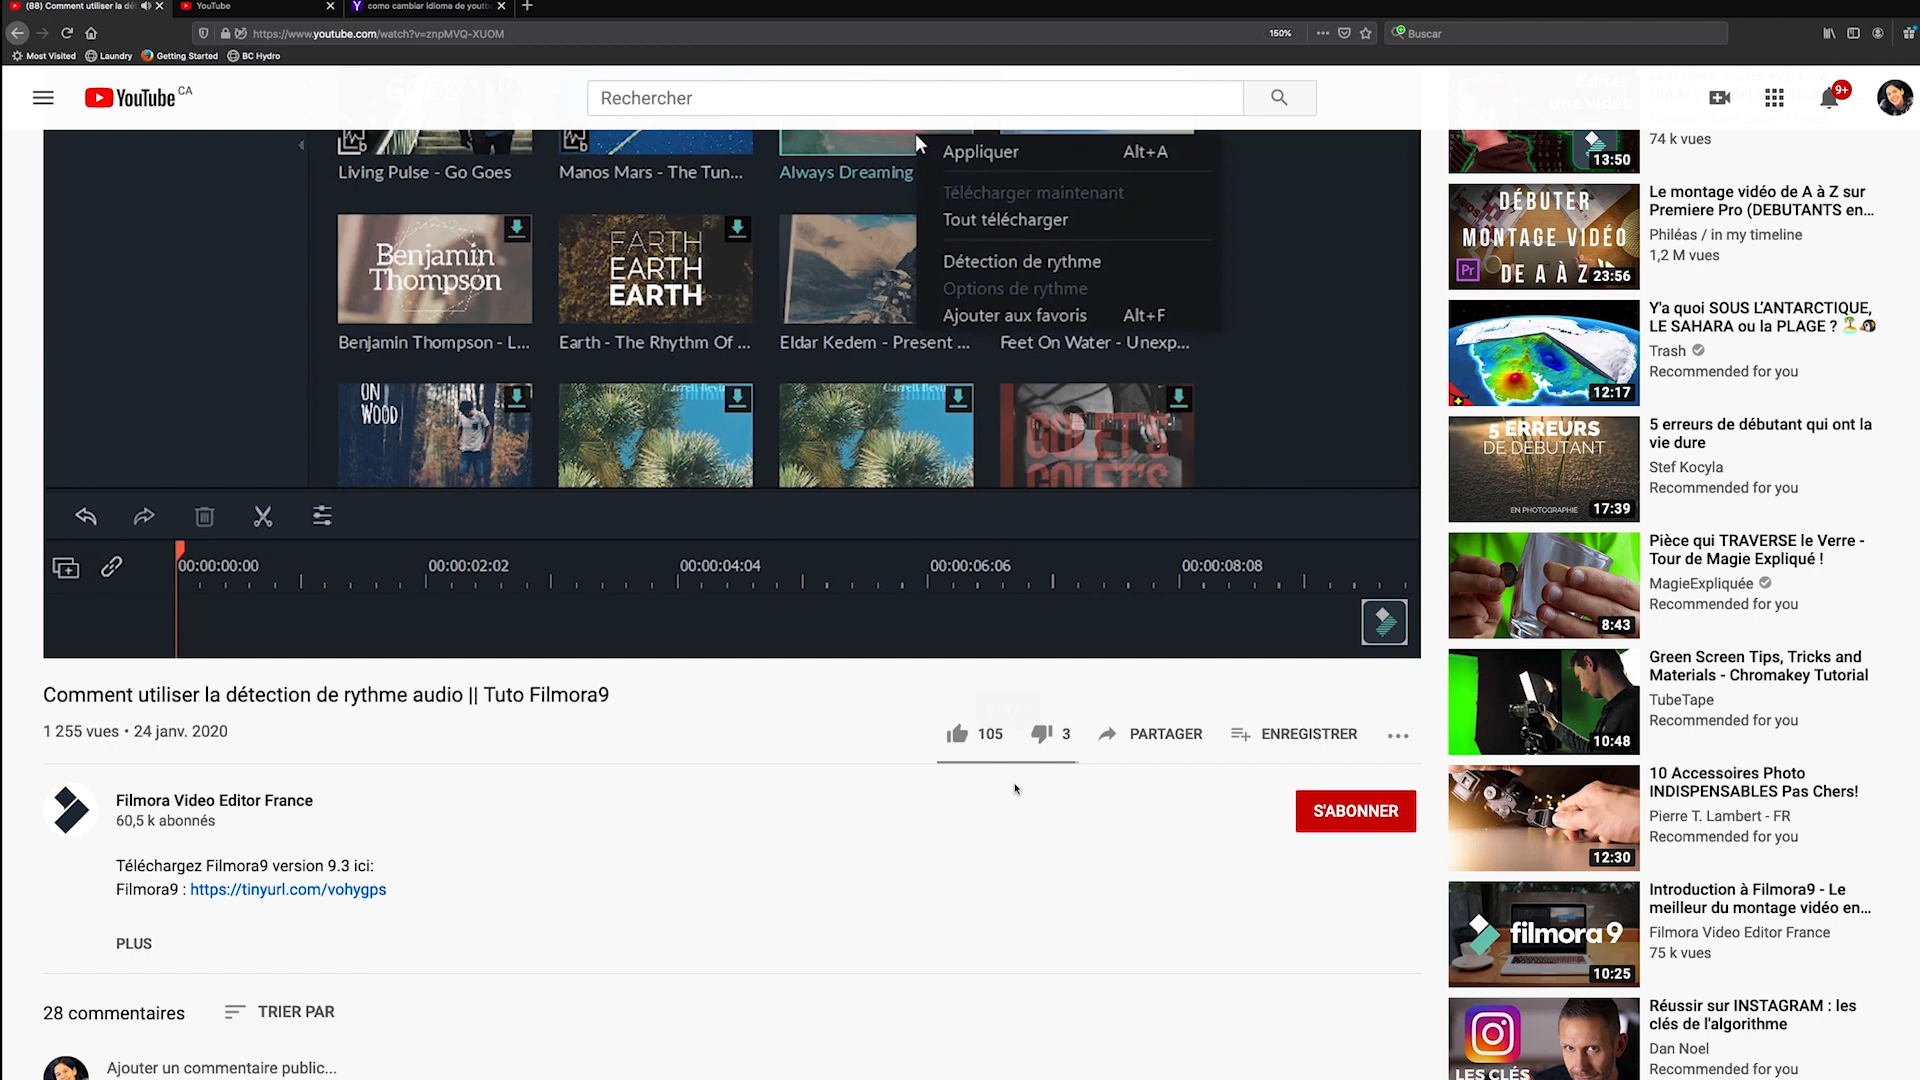 (88) Comment utiliser la dé
YouTube
como cambiar idioma de youtb
https://www.youtube.com/watch?v=znpMVQ-XUOM
150%
Buscar
Most Visited
Laundry
Getting Started
BC Hydro
YouTube CA
Rechercher
9+
Living Pulse - Go Goes
Manos Mars - The Tun...
Always Dreaming
Appliquer Alt+A
Télécharger maintenant
Tout télécharger
Détection de rythme
Options de rythme
Ajouter aux favoris Alt+F
Benjamin
Thompson
EARTH
EARTH
EARTH
Benjamin Thompson - L...
Earth - The Rhythm Of ...
Eldar Kedem - Present ...
Feet On Water - Unexp...
ON
WOOD
GOLET'S
GOLET'S
00:00:00:00
00:00:02:02
00:00:04:04
00:00:06:06
00:00:08:08
Comment utiliser la détection de rythme audio || Tuto Filmora9
1 255 vues • 24 janv. 2020
105
3
PARTAGER
ENREGISTRER
Filmora Video Editor France
60,5 k abonnés
S'ABONNER
Téléchargez Filmora9 version 9.3 ici:
Filmora9 : https://tinyurl.com/vohygps
PLUS
28 commentaires
TRIER PAR
Ajouter un commentaire public...
13:50
74 k vues
DÉBUTER
MONTAGE VIDÉO
DE A À Z
Pr
23:56
Le montage vidéo de A à Z sur
Premiere Pro (DEBUTANTS en...
Philéas / in my timeline
1,2 M vues
12:17
Y'a quoi SOUS L'ANTARCTIQUE,
LE SAHARA ou la PLAGE ? 🏝️🐧
Trash
Recommended for you
5 ERREURS
DE DÉBUTANT
EN PHOTOGRAPHIE
17:39
5 erreurs de débutant qui ont la
vie dure
Stef Kocyla
Recommended for you
8:43
Pièce qui TRAVERSE le Verre -
Tour de Magie Expliqué !
MagieExpliquée
Recommended for you
10:48
Green Screen Tips, Tricks and
Materials - Chromakey Tutorial
TubeTape
Recommended for you
12:30
10 Accessoires Photo
INDISPENSABLES Pas Chers!
Pierre T. Lambert - FR
Recommended for you
filmora 9
10:25
Introduction à Filmora9 - Le
meilleur du montage vidéo en...
Filmora Video Editor France
75 k vues
LES CLÉS
Réussir sur INSTAGRAM : les
clés de l'algorithme
Dan Noel
Recommended for you